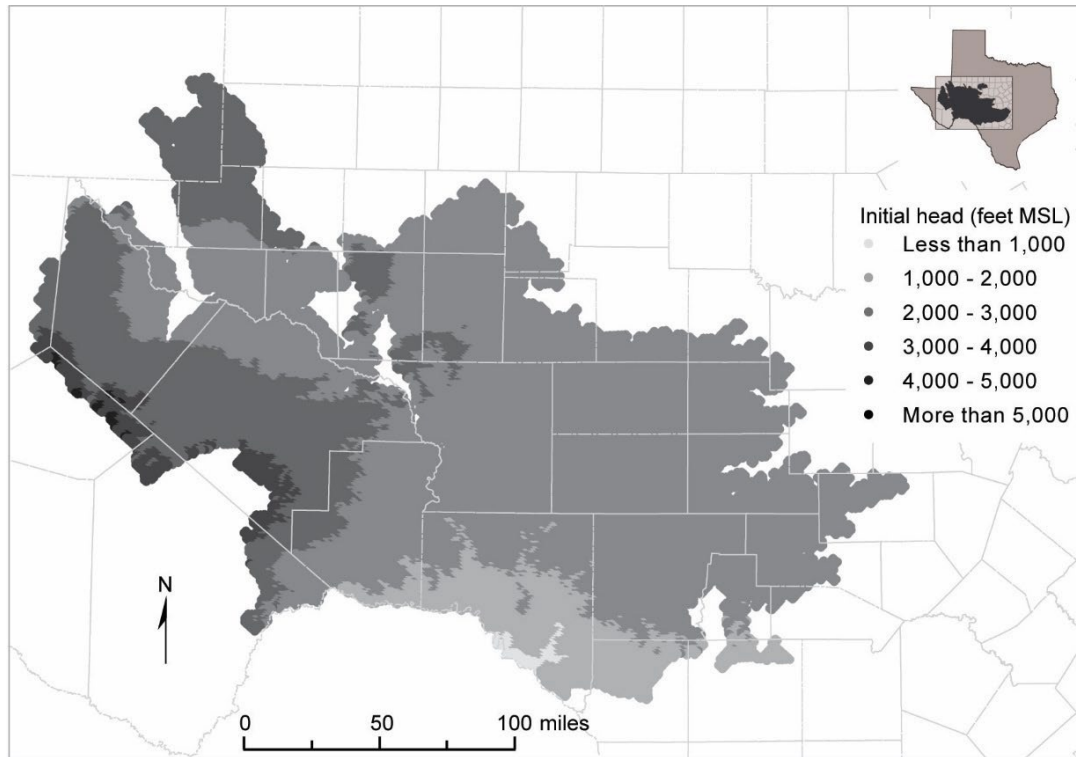 Initial head (feet MSL)
Less than 1,000
1,000 - 2,000
2,000 - 3,000
3,000 - 4,000
4,000 - 5,000
More than 5,000
N
0 50 100 miles